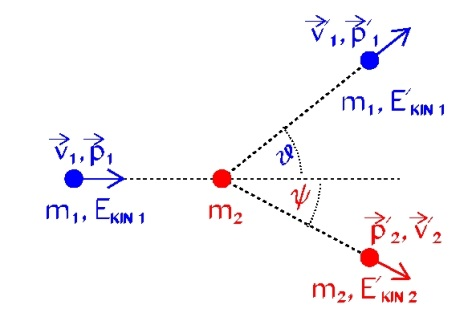 v⃗′₁, p⃗′₁
m₁, E′KIN 1
ϑ
v⃗₁, p⃗₁
m₁, EKIN 1
m₂
ψ
p⃗′₂, v⃗′₂
m₂, E′KIN 2